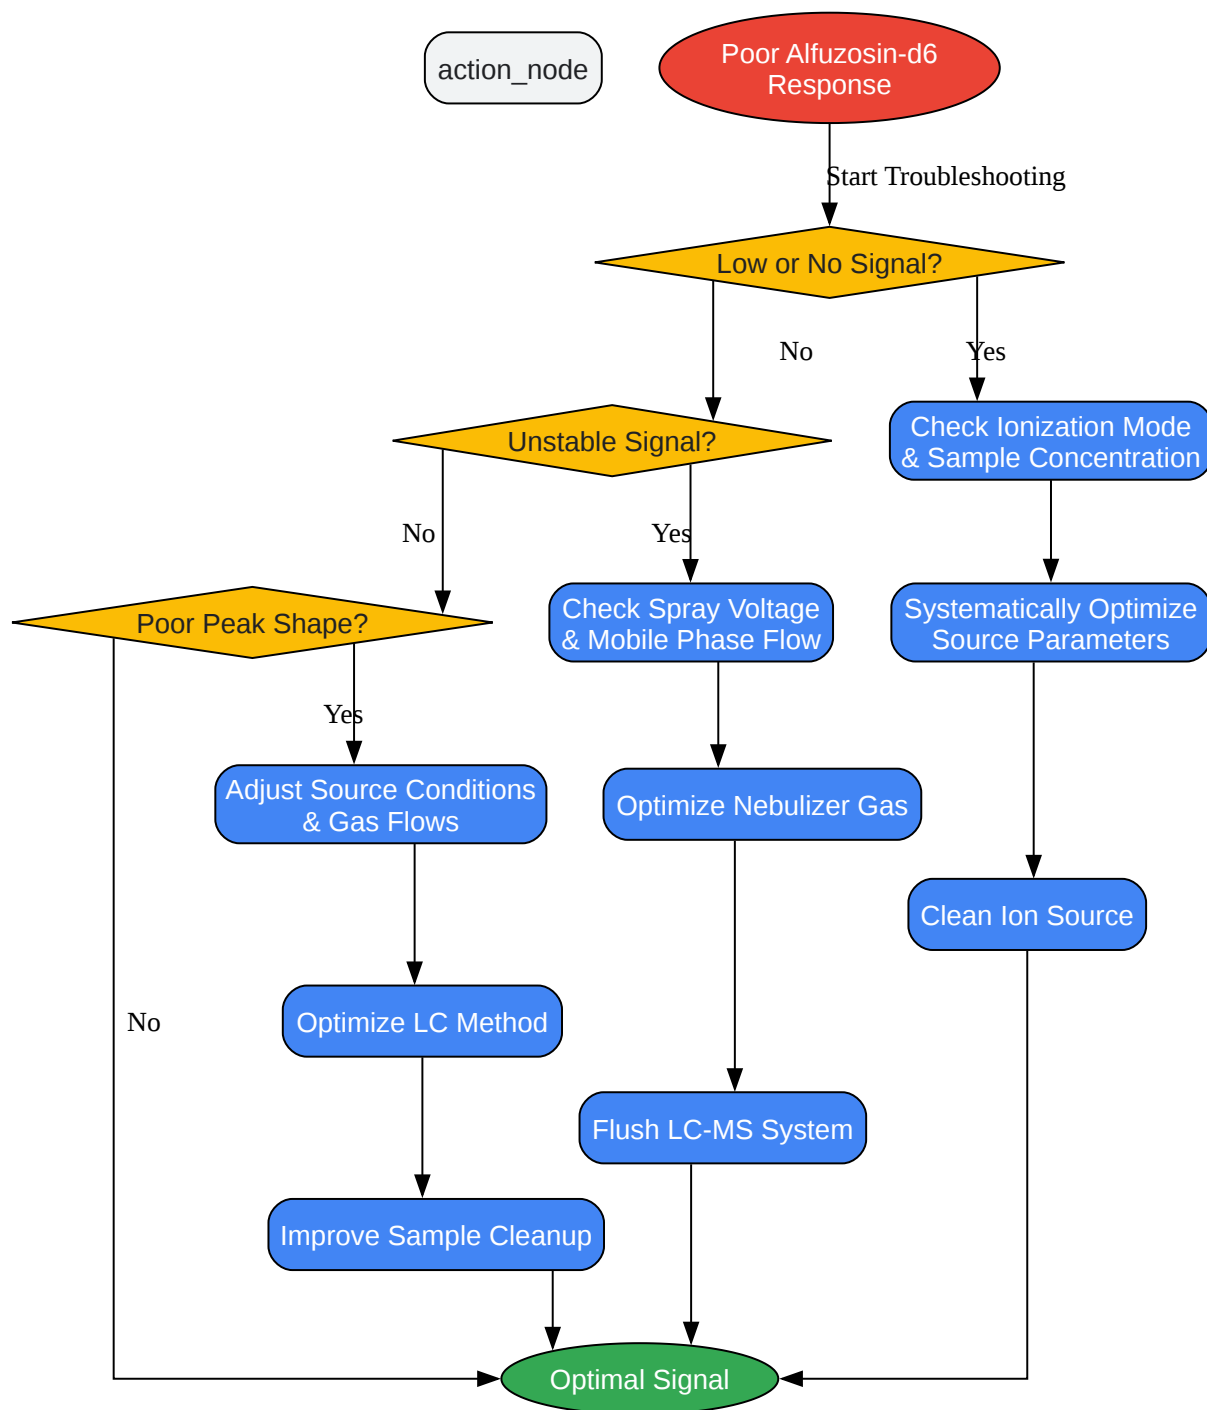 action_node
Poor Alfuzosin-d6
Response
Start Troubleshooting
Low or No Signal?
No
Yes
Check Ionization Mode
& Sample Concentration
Unstable Signal?
No
Yes
Poor Peak Shape?
Check Spray Voltage
& Mobile Phase Flow
Systematically Optimize
Source Parameters
Yes
Adjust Source Conditions
& Gas Flows
Optimize Nebulizer Gas
Clean Ion Source
No
Optimize LC Method
Flush LC-MS System
Improve Sample Cleanup
Optimal Signal